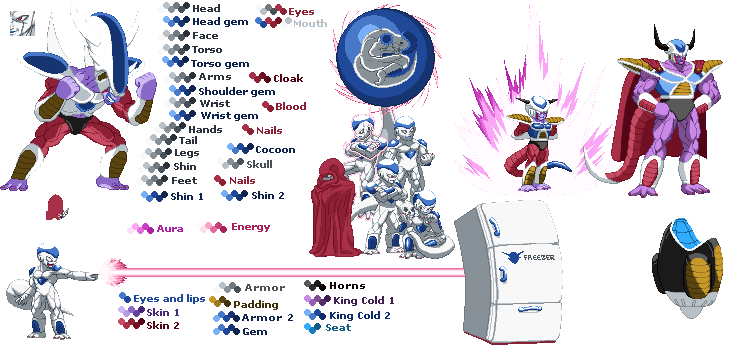 Head
Eyes
Head gem
Mouth
Face
Torso
Torso gem
Arms
Cloak
Shoulder gem
Wrist
Blood
Wrist gem
Hands
Nails
Tail
Cocoon
Legs
Skull
Shin
Feet
Nails
Shin 1
Shin 2
Aura
Energy
FREEZER
Eyes and lips
Armor
Horns
Skin 1
Padding
King Cold 1
Skin 2
Armor 2
King Cold 2
Gem
Seat